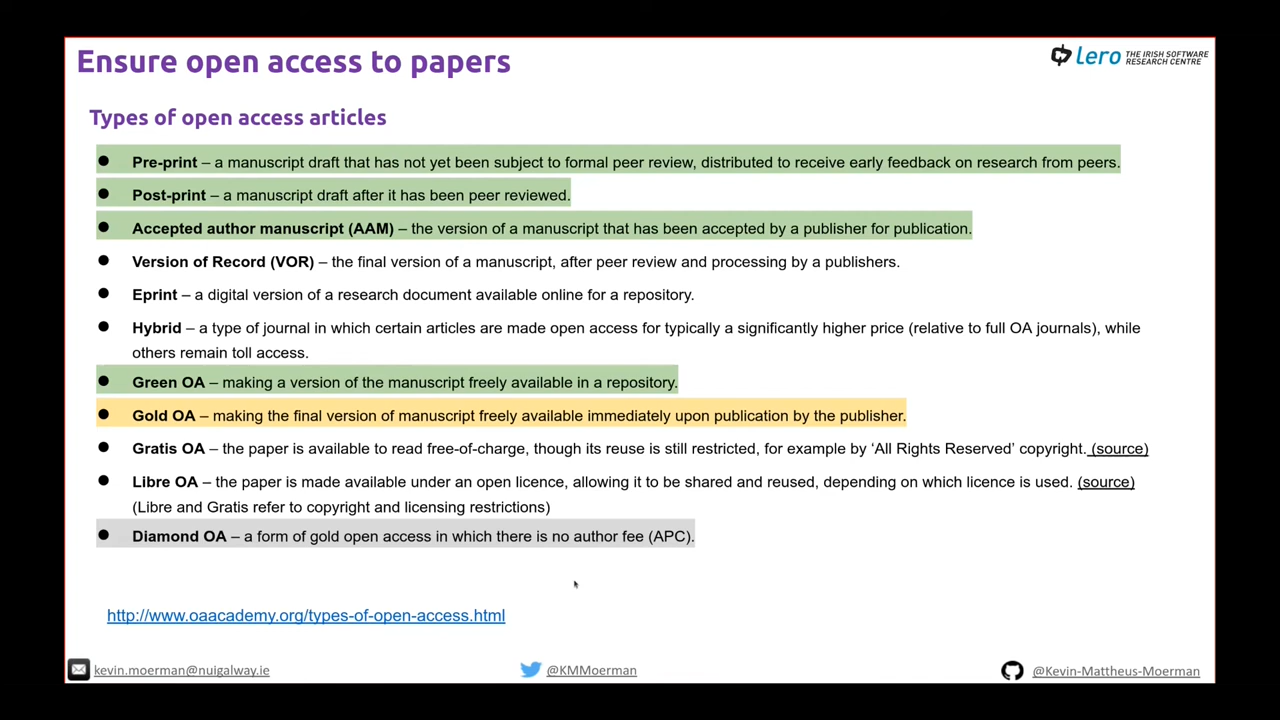 Ensure open access to papers
lero THE IRISH SOFTWARE
RESEARCH CENTRE
Types of open access articles
● Pre-print – a manuscript draft that has not yet been subject to formal peer review, distributed to receive early feedback on research from peers.
● Post-print – a manuscript draft after it has been peer reviewed.
● Accepted author manuscript (AAM) – the version of a manuscript that has been accepted by a publisher for publication.
● Version of Record (VOR) – the final version of a manuscript, after peer review and processing by a publishers.
● Eprint – a digital version of a research document available online for a repository.
● Hybrid – a type of journal in which certain articles are made open access for typically a significantly higher price (relative to full OA journals), while
others remain toll access.
● Green OA – making a version of the manuscript freely available in a repository.
● Gold OA – making the final version of manuscript freely available immediately upon publication by the publisher.
● Gratis OA – the paper is available to read free-of-charge, though its reuse is still restricted, for example by ‘All Rights Reserved’ copyright. (source)
● Libre OA – the paper is made available under an open licence, allowing it to be shared and reused, depending on which licence is used. (source)
(Libre and Gratis refer to copyright and licensing restrictions)
● Diamond OA – a form of gold open access in which there is no author fee (APC).
http://www.oaacademy.org/types-of-open-access.html
kevin.moerman@nuigalway.ie
@KMMoerman
@Kevin-Mattheus-Moerman